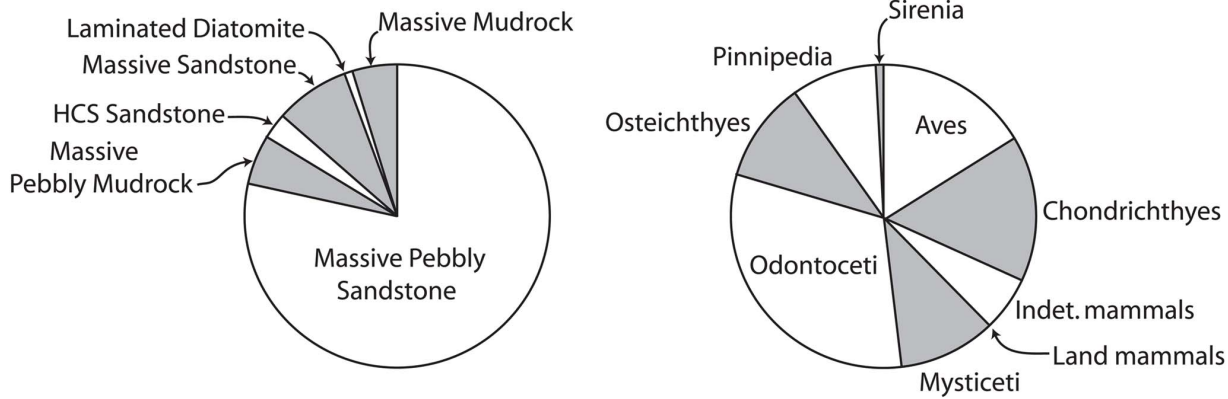 Massive Mudrock
Laminated Diatomite
Massive Sandstone
HCS Sandstone
Massive
Pebbly Mudrock
Massive Pebbly
Sandstone
Sirenia
Pinnipedia
Osteichthyes
Aves
Chondrichthyes
Odontoceti
Indet. mammals
Land mammals
Mysticeti